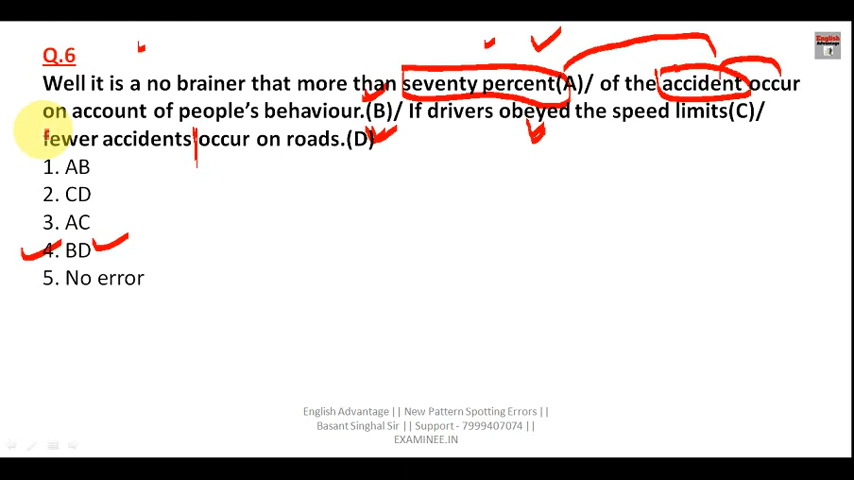 English
Advantage
Q.6
Well it is a no brainer that more than seventy percent(A)/ of the accident occur
on account of people's behaviour.(B)/ If drivers obeyed the speed limits(C)/
fewer accidents occur on roads.(D)
1. AB
2. CD
3. AC
4. BD
5. No error
English Advantage || New Pattern Spotting Errors ||
Basant Singhal Sir || Support - 7999407074 ||
EXAMINEE.IN